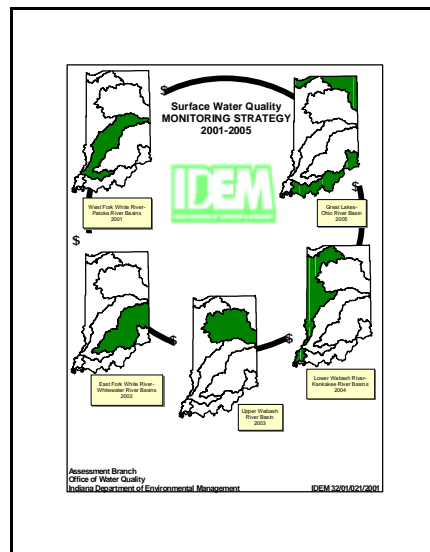 Surface Water Quality
MONITORING STRATEGY
2001-2005
IDEM
West Fork White River-
Patoka River Basins
2001
Great Lakes-
Ohio River Basin
2005
$
$
$
East Fork White River-
Whitewater River Basins
2002
$
Upper Wabash
River Basin
2003
$
Lower Wabash River-
Kankakee River Basins
2004
Assessment Branch
Office of Water Quality
Indiana Department of Environmental Management
IDEM 32/01/021/2001